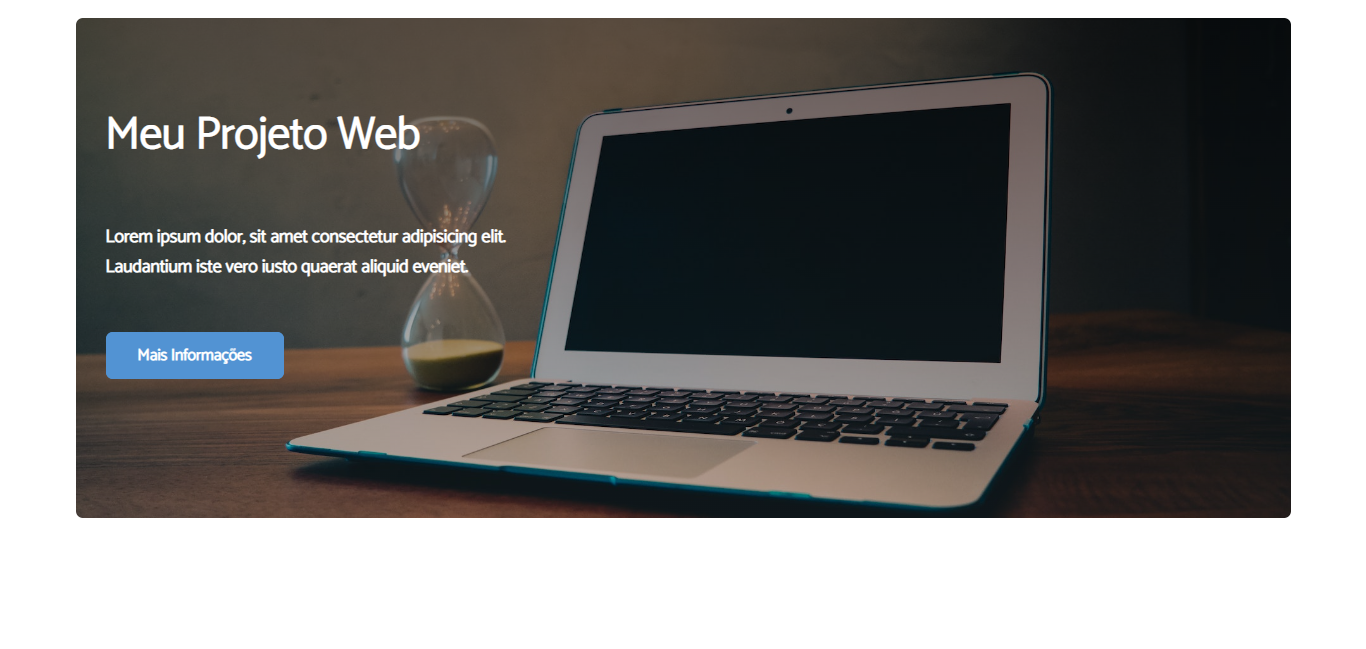 Meu Projeto Web
Lorem ipsum dolor, sit amet consectetur adipisicing elit.
Laudantium iste vero iusto quaerat aliquid eveniet.
Mais Informações